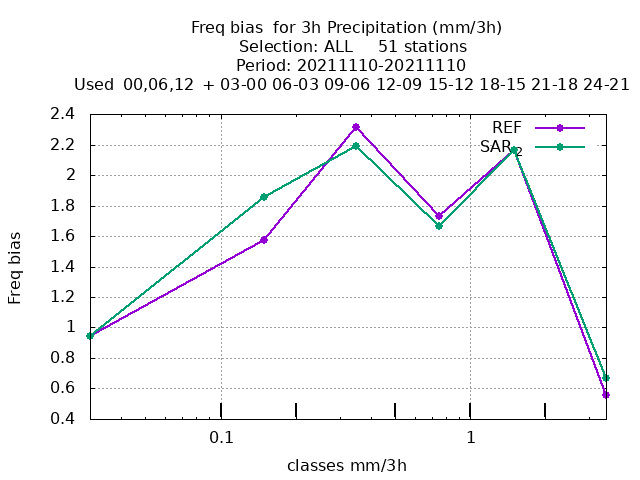 Freq bias  for 3h Precipitation (mm/3h)
Selection: ALL     51 stations
Period: 20211110-20211110
Used  00,06,12  + 03-00 06-03 09-06 12-09 15-12 18-15 21-18 24-21
2.4
2.2
2
1.8
1.6
1.4
1.2
1
0.8
0.6
0.4
Freq bias
REF
SAR2
0.1
1
classes mm/3h